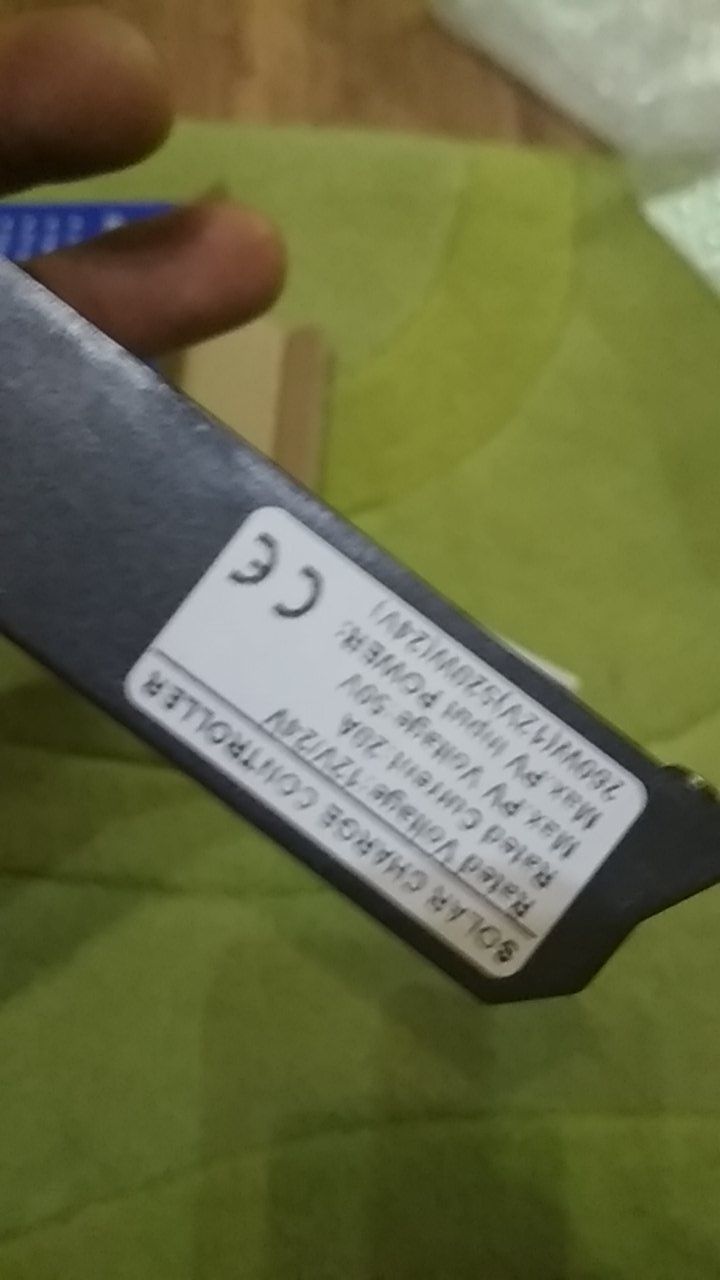 SOLAR CHARGE CONTROLLER
Rated Voltage:12V/24V
Rated Current:20A
Max.PV Voltage:50V
Max.PV Input POWER:
260W(12V)520W(24V)
CE